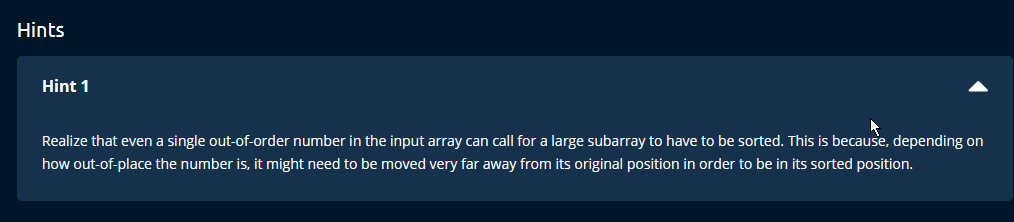 Hints
Hint 1
Realize that even a single out-of-order number in the input array can call for a large subarray to have to be sorted. This is because, depending on
how out-of-place the number is, it might need to be moved very far away from its original position in order to be in its sorted position.